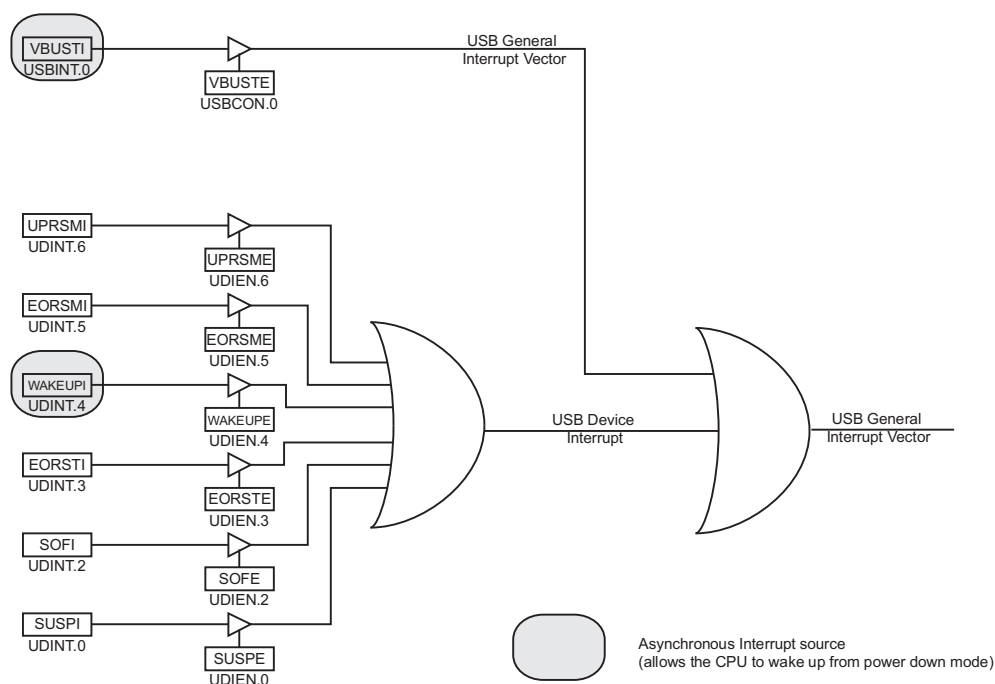 VBUSTI
USBINT.0
VBUSTE
USBCON.0
USB General
Interrupt Vector
UPRSMI
UDINT.6
UPRSME
UDIEN.6
EORSMI
UDINT.5
EORSME
UDIEN.5
WAKEUPI
UDINT.4
WAKEUPE
UDIEN.4
EORSTI
UDINT.3
EORSTE
UDIEN.3
SOFI
UDINT.2
SOFE
UDIEN.2
SUSPI
UDINT.0
SUSPE
UDIEN.0
USB Device
Interrupt
USB General
Interrupt Vector
Asynchronous Interrupt source
(allows the CPU to wake up from power down mode)